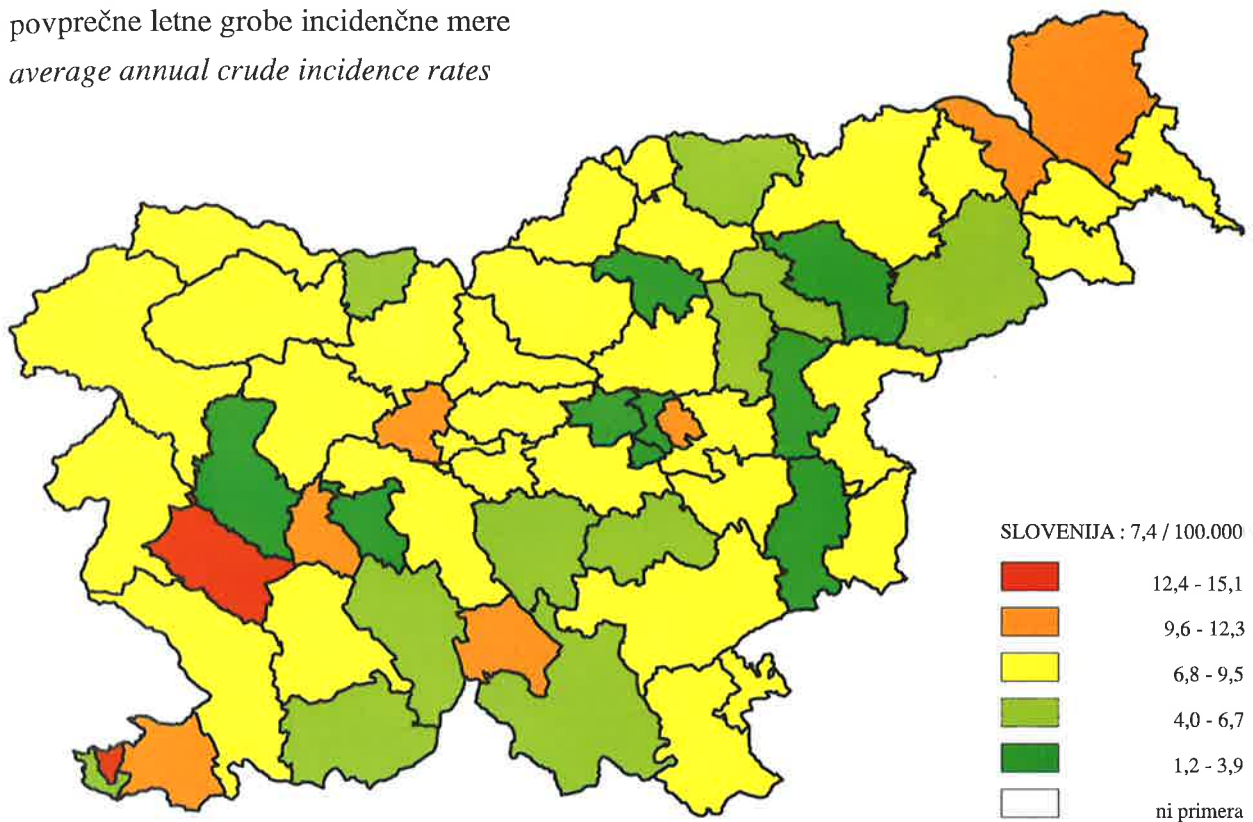 povprečne letne grobe incidenčne mere
average annual crude incidence rates
SLOVENIJA : 7,4 / 100.000
12,4 - 15,1
9,6 - 12,3
6,8 - 9,5
4,0 - 6,7
1,2 - 3,9
ni primera